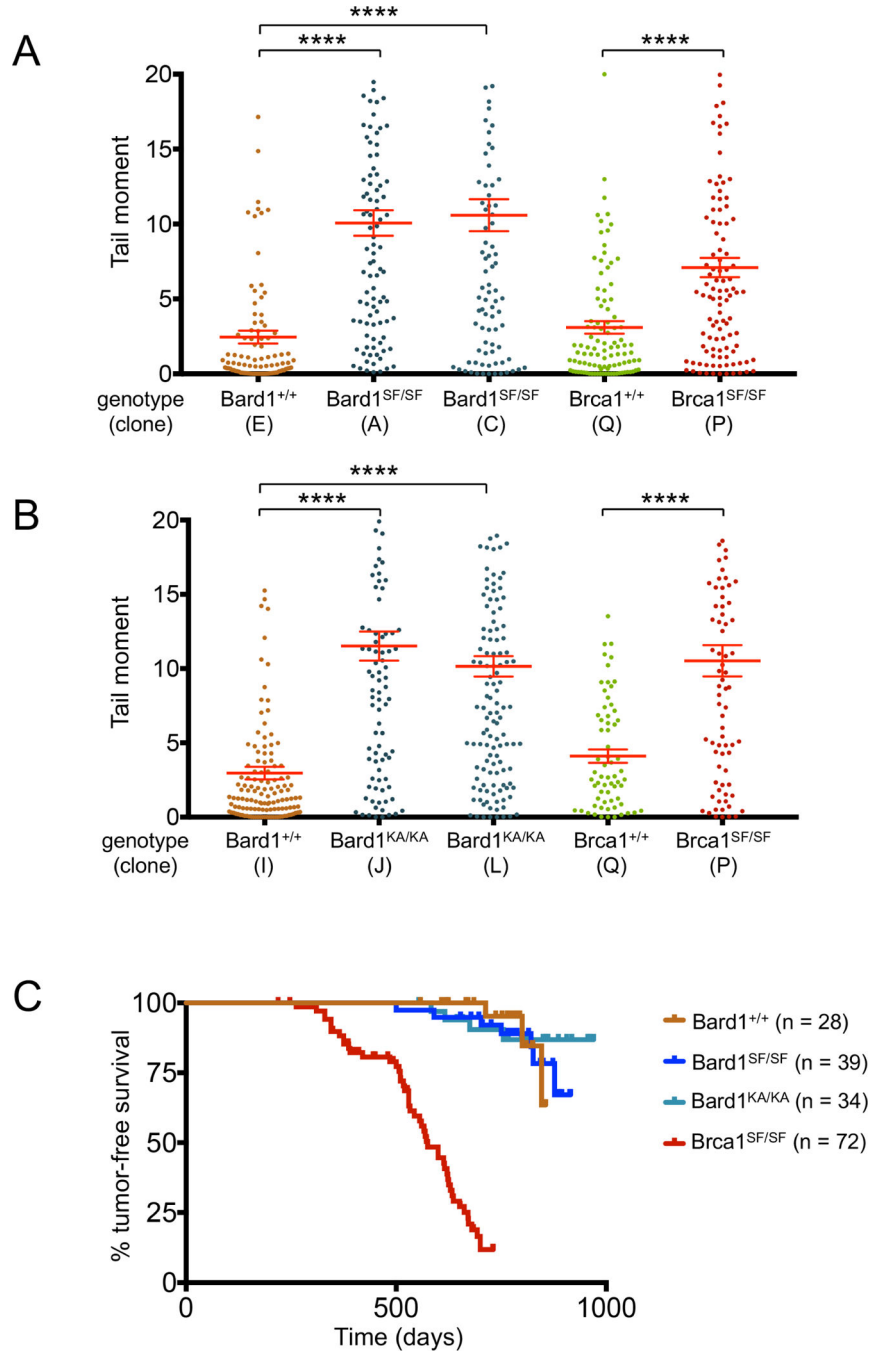 A
****
****
****
Tail moment
20
15
10
5
0
genotype Bard1+/+ Bard1SF/SF Bard1SF/SF Brca1+/+ Brca1SF/SF
(clone) (E) (A) (C) (Q) (P)
B
****
****
****
Tail moment
20
15
10
5
0
genotype Bard1+/+ Bard1KA/KA Bard1KA/KA Brca1+/+ Brca1SF/SF
(clone) (I) (J) (L) (Q) (P)
C
% tumor-free survival
100
75
50
25
0
0 500 1000
Time (days)
Bard1+/+ (n = 28)
Bard1SF/SF (n = 39)
Bard1KA/KA (n = 34)
Brca1SF/SF (n = 72)